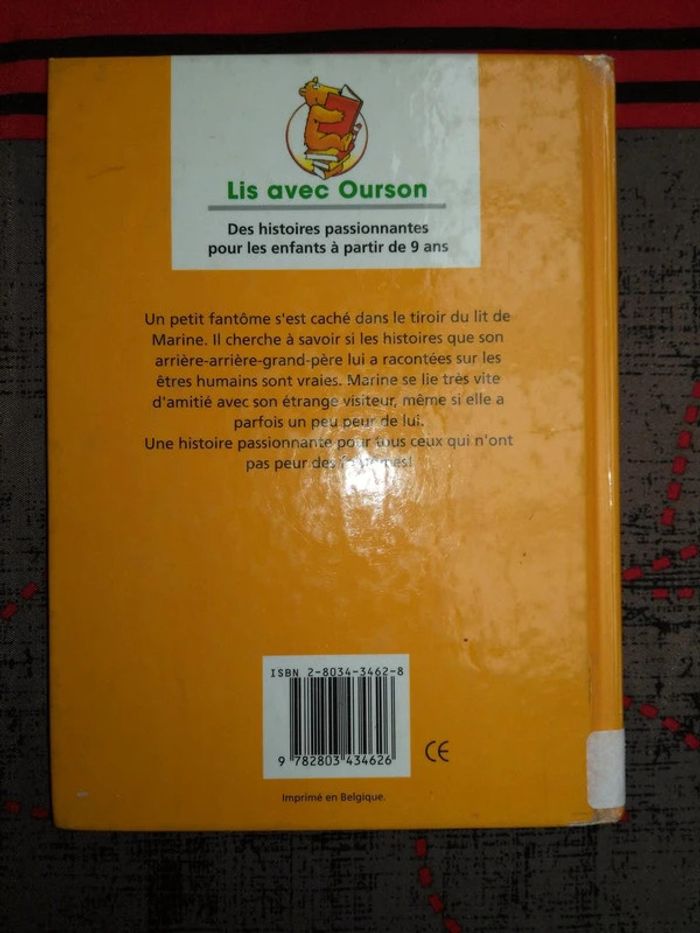 Lis avec Ourson
Des histoires passionnantes
pour les enfants à partir de 9 ans
Un petit fantôme s'est caché dans le tiroir du lit de
Marine. Il cherche à savoir si les histoires que son
arrière-arrière-grand-père lui a racontées sur les
êtres humains sont vraies. Marine se lie très vite
d'amitié avec son étrange visiteur, même si elle a
parfois un peu peur de lui.
Une histoire passionnante pour tous ceux qui n'ont
pas peur des fantômes!
ISBN 2-8034-3462-8
9 782803 434626
CE
Imprimé en Belgique.